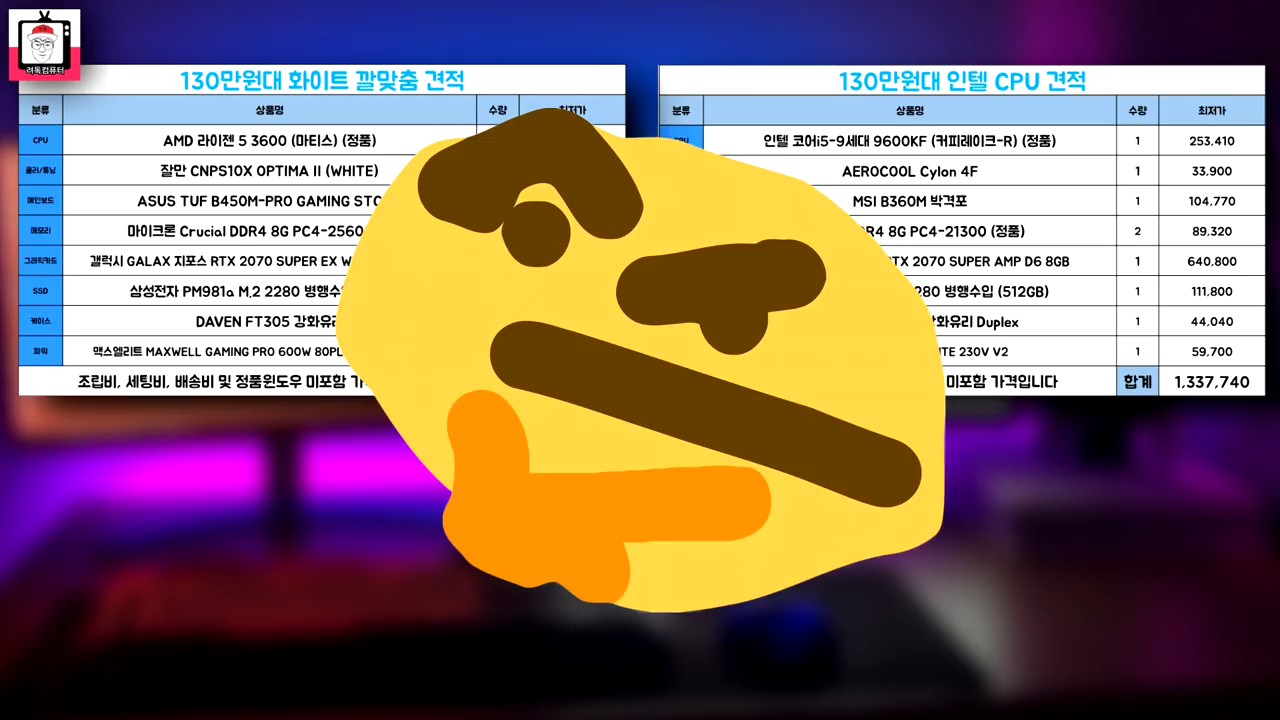 려톡컴퓨터
130만원대 화이트 깔맞춤 견적
분류 상품명 수량 최저가
CPU AMD 라이젠 5 3600 (마티스) (정품)
쿨러/튜닝 잘만 CNPS10X OPTIMA II (WHITE)
메인보드 ASUS TUF B450M-PRO GAMING
메모리 마이크론 Crucial DDR4 8G PC4-2560
그래픽카드 갤럭시 GALAX 지포스 RTX 2070 SUPER EX
SSD 삼성전자 PM981a M.2 2280 병행수
케이스 DAVEN FT305 강화유
파워 맥스엘리트 MAXWELL GAMING PRO 600W
조립비, 세팅비, 배송비 및 정품윈도우 미포함
130만원대 인텔 CPU 견적
분류 상품명 수량 최저가
인텔 코어i5-9세대 9600KF (커피레이크-R) (정품) 1 253,410
AEROCOOL Cylon 4F 1 33,900
MSI B360M 박격포 1 104,770
DDR4 8G PC4-21300 (정품) 2 89,320
2070 SUPER AMP D6 8GB 1 640,800
병행수입 (512GB) 1 111,800
강화유리 Duplex 1 44,040
230V V2 1 59,700
미포함 가격입니다 합계 1,337,740